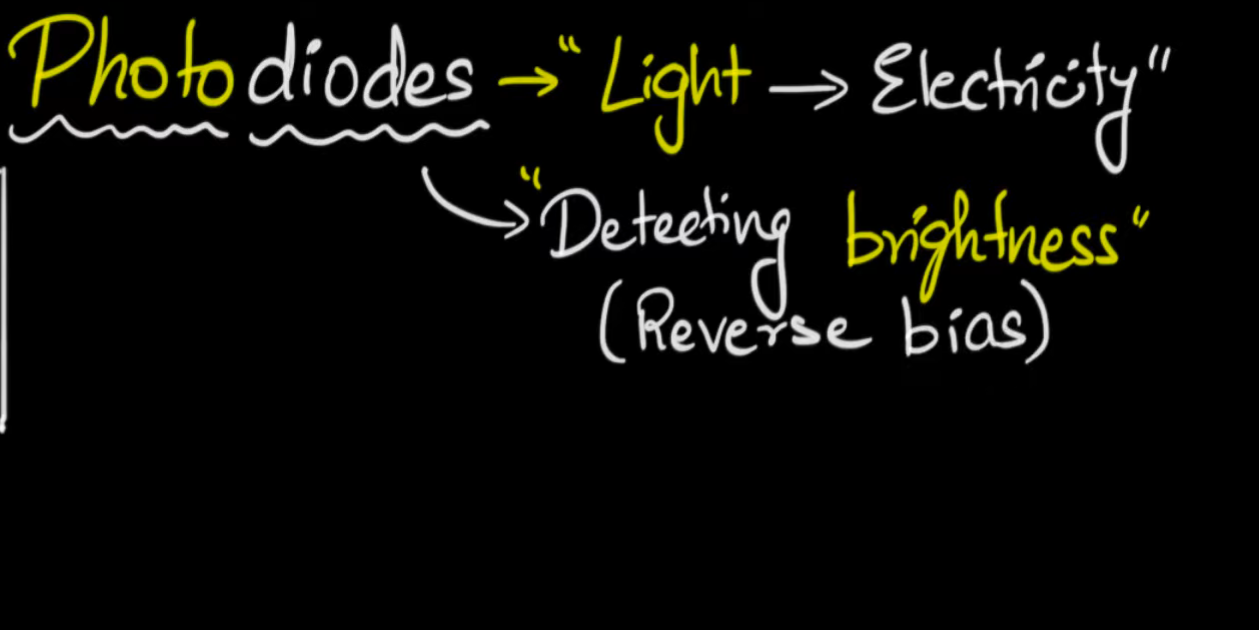 Photodiodes → "Light → Electricity"
"Detecting brightness"
(Reverse bias)